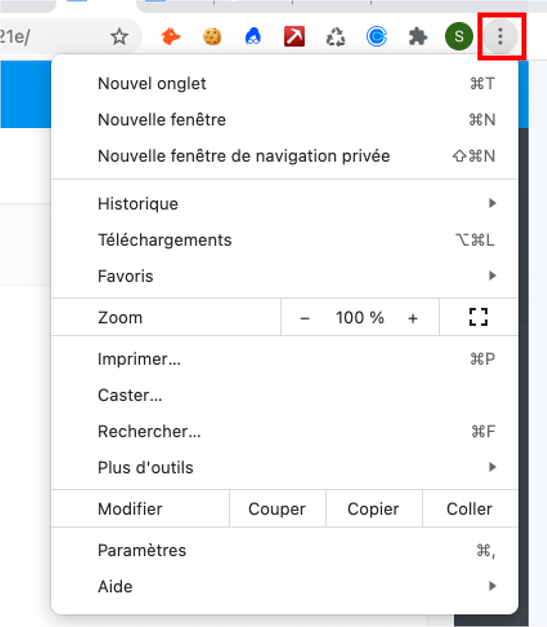 21e/
S
Nouvel onglet ⌘T
Nouvelle fenêtre ⌘N
Nouvelle fenêtre de navigation privée ⇧⌘N
Historique
Téléchargements ⌥⌘L
Favoris
Zoom − 100 % +
Imprimer... ⌘P
Caster...
Rechercher... ⌘F
Plus d'outils
Modifier Couper Copier Coller
Paramètres ⌘,
Aide